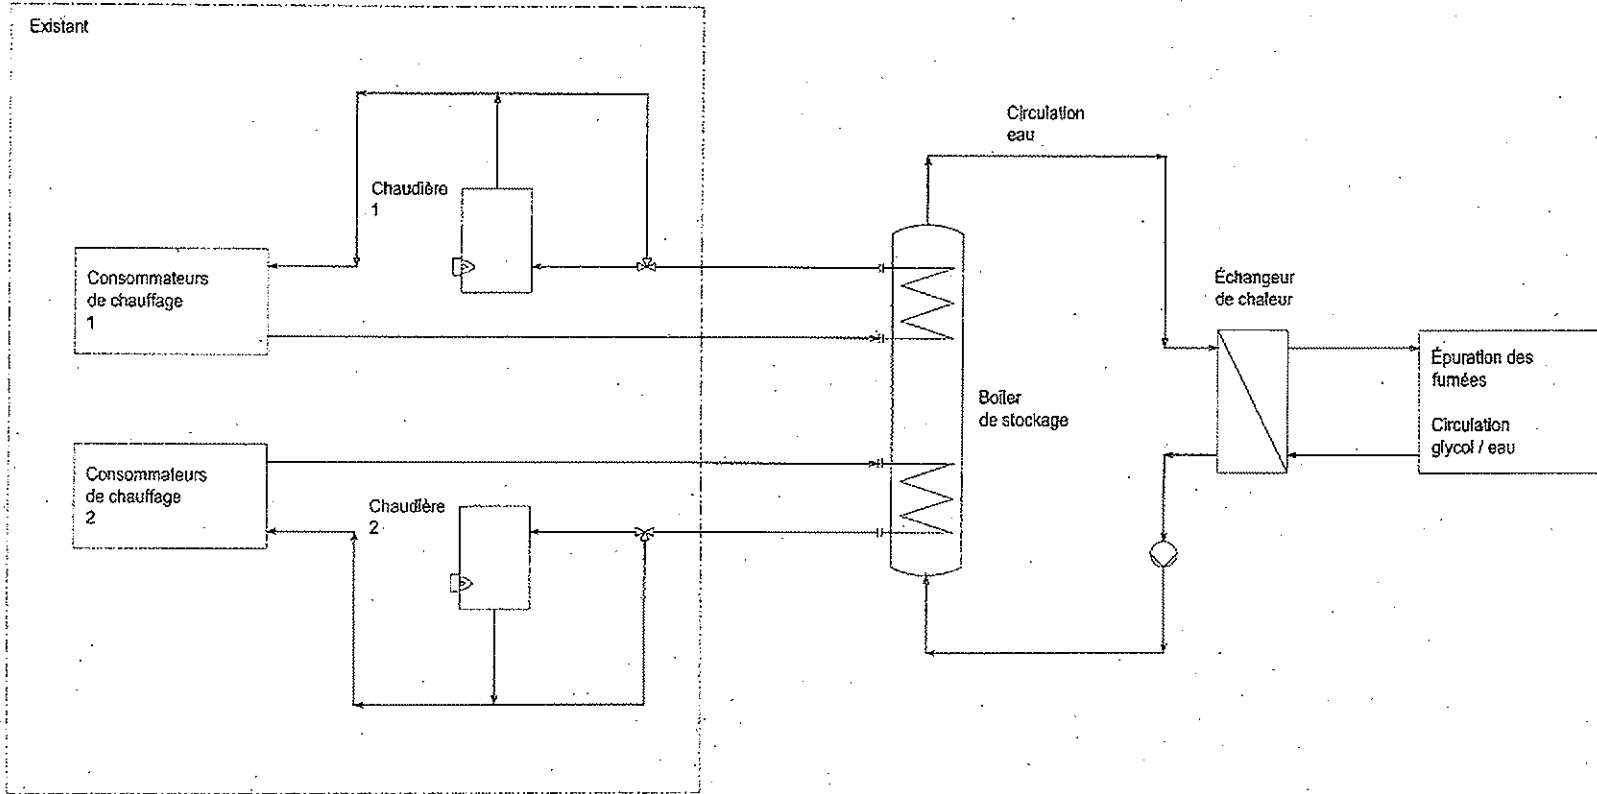 Existant
Chaudière
1
Consommateurs
de chauffage
1
Consommateurs
de chauffage
2
Chaudière
2
Circulation
eau
Boiler
de stockage
Échangeur
de chaleur
Épuration des
fumées
Circulation
glycol / eau